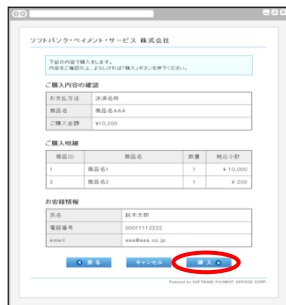 ソフトバンク・ペイメント・サービス 株式会社
下記の内容で購入をします。
内容をご確認の上、よろしければ「購入」ボタンを押下ください。
ご購入内容の確認
お支払方法 決済名称
商品名 商品名AAA
ご購入金額 ¥10,200
ご購入明細
商品ID 商品名 数量 税込小計
1 商品名1 1 ¥ 10,000
2 商品名2 1 ¥ 200
お客様情報
氏名 鈴木太郎
電話番号 00011112222
email aaa@aaa.co.jp
戻る キャンセル 購入
Powered by SOFTBANK PAYMENT SERVICE CORP.